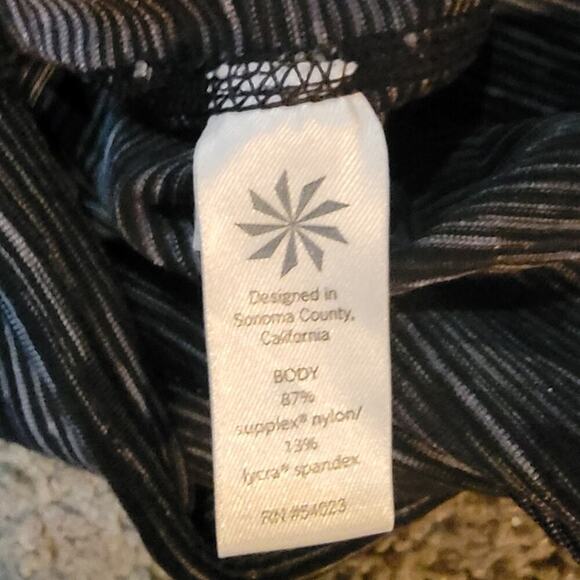 Designed in
Sonoma County,
California
BODY
87%
supplex® nylon/
13%
lycra® spandex
RN #54023